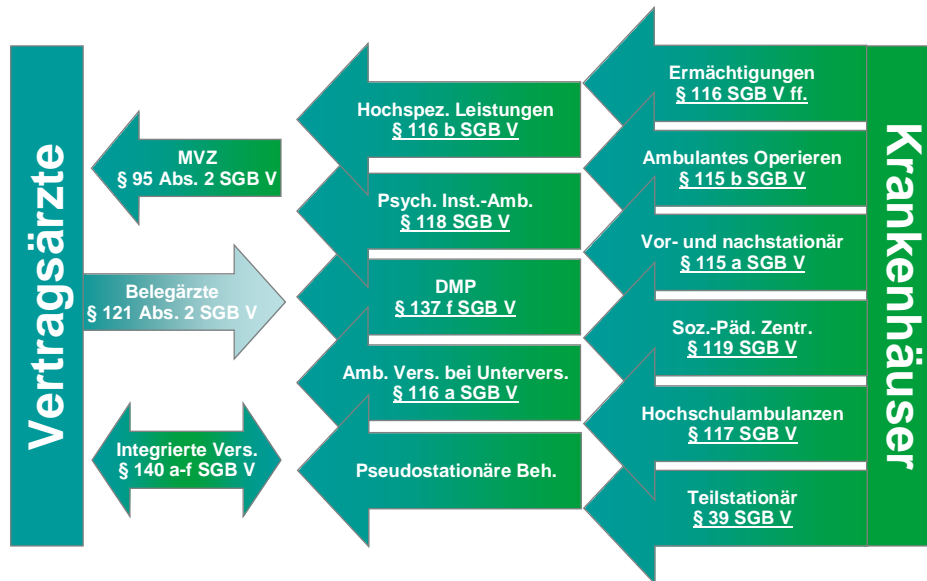 Vertragsärzte
MVZ
§ 95 Abs. 2 SGB V
Belegärzte
§ 121 Abs. 2 SGB V
Integrierte Vers.
§ 140 a-f SGB V
Hochspez. Leistungen
§ 116 b SGB V
Psych. Inst.-Amb.
§ 118 SGB V
DMP
§ 137 f SGB V
Amb. Vers. bei Untervers.
§ 116 a SGB V
Pseudostationäre Beh.
Ermächtigungen
§ 116 SGB V ff.
Ambulantes Operieren
§ 115 b SGB V
Vor- und nachstationär
§ 115 a SGB V
Soz.-Päd. Zentr.
§ 119 SGB V
Hochschulambulanzen
§ 117 SGB V
Teilstationär
§ 39 SGB V
Krankenhäuser